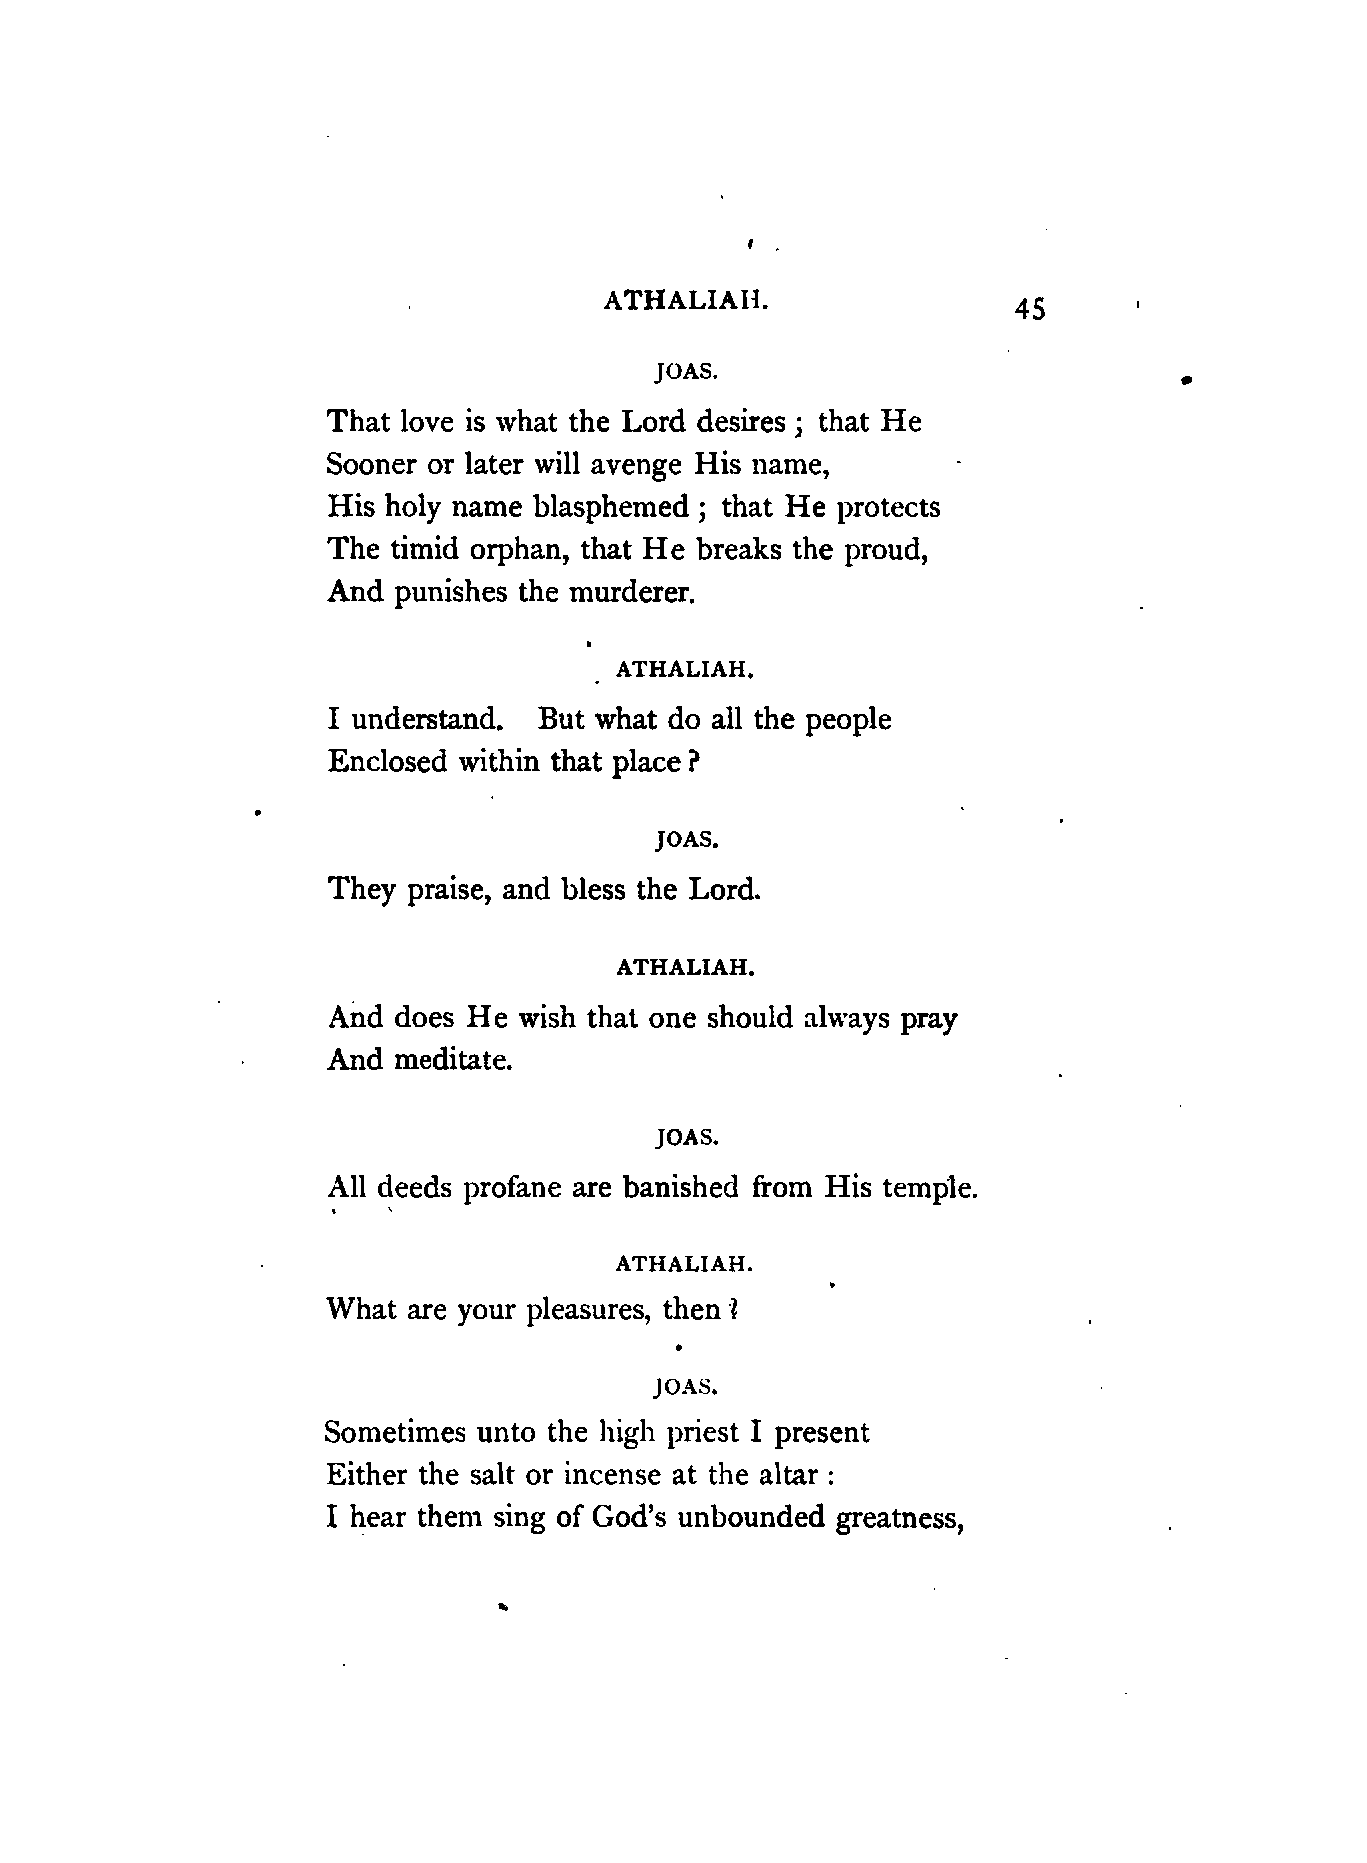 ATHALIAH. 45
JOAS.
That love is what the Lord desires ; that He
Sooner or later will avenge His name,
His holy name blasphemed ; that He protects
The timid orphan, that He breaks the proud,
And punishes the murderer.
ATHALIAH.
I understand. But what do all the people
Enclosed within that place ?
JOAS.
They praise, and bless the Lord.
ATHALIAH.
And does He wish that one should always pray
And meditate.
JOAS.
All deeds profane are banished from His temple.
ATHALIAH.
What are your pleasures, then ?
JOAS.
Sometimes unto the high priest I present
Either the salt or incense at the altar :
I hear them sing of God's unbounded greatness,